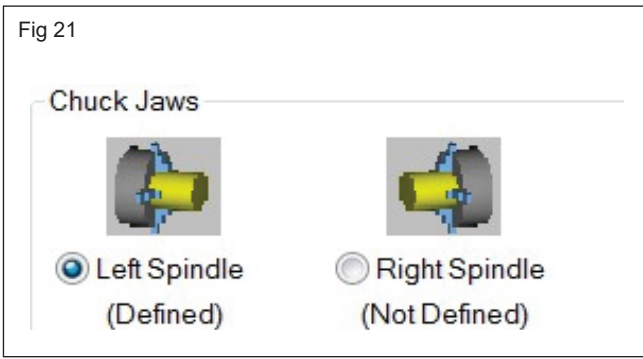 Fig 21
Chuck Jaws
Left Spindle
(Defined)
Right Spindle
(Not Defined)